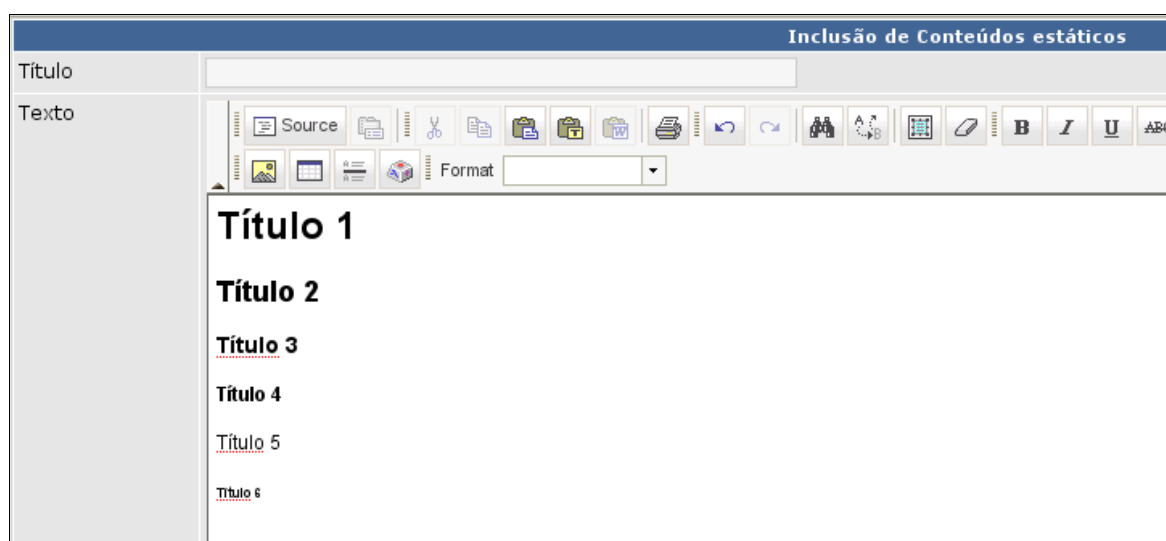 Inclusão de Conteúdos estáticos
Título
Texto
Source
B I U ABC
Format
Título 1
Título 2
Título 3
Título 4
Título 5
Título 6